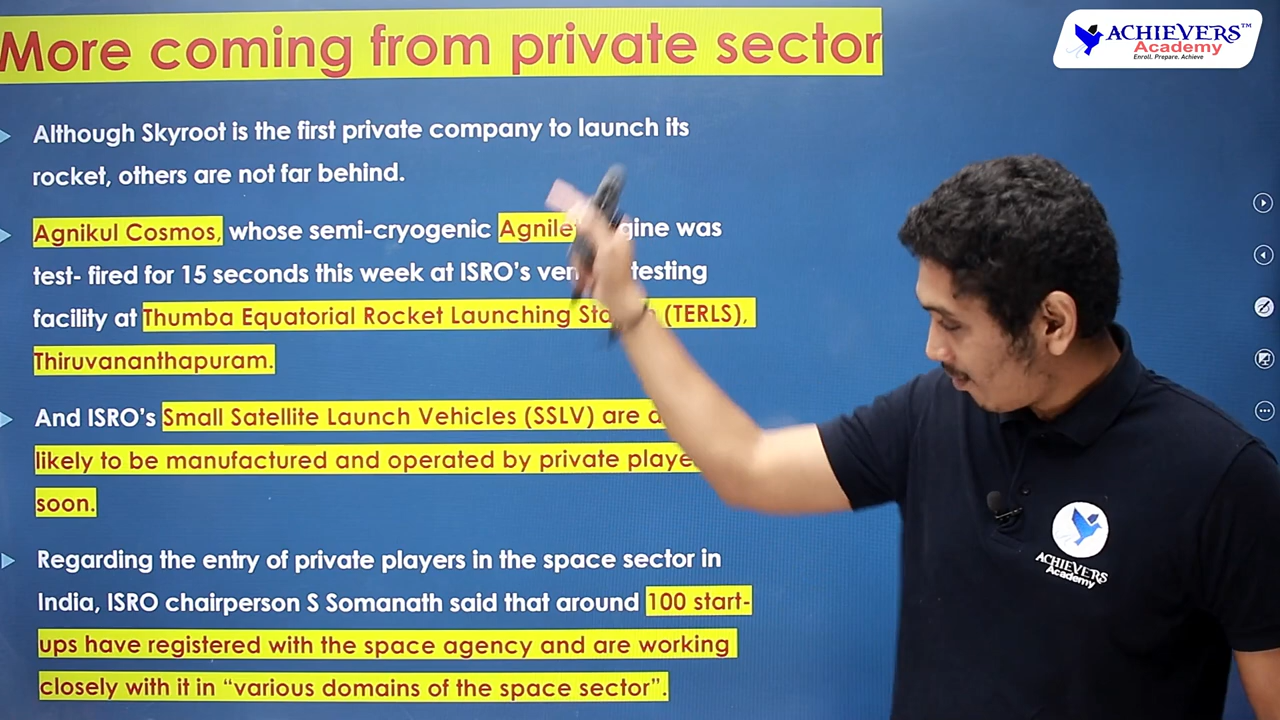 More coming from private sector
ACHIEVERS™
Academy
Enroll. Prepare. Achieve
Although Skyroot is the first private company to launch its
rocket, others are not far behind.
Agnikul Cosmos, whose semi-cryogenic was
test- fired for 15 seconds this week at ISRO's testing
facility at Thumba Equatorial Rocket Launching (TERLS),
Thiruvananthapuram.
And ISRO's Small Satellite Launch Vehicles (SSLV) are
likely to be manufactured and operated by private
soon.
Regarding the entry of private players in the space sector in
India, ISRO chairperson S Somanath said that around 100 start-
ups have registered with the space agency and are working
closely with it in “various domains of the space sector”.
ACHIEVERS
Academy